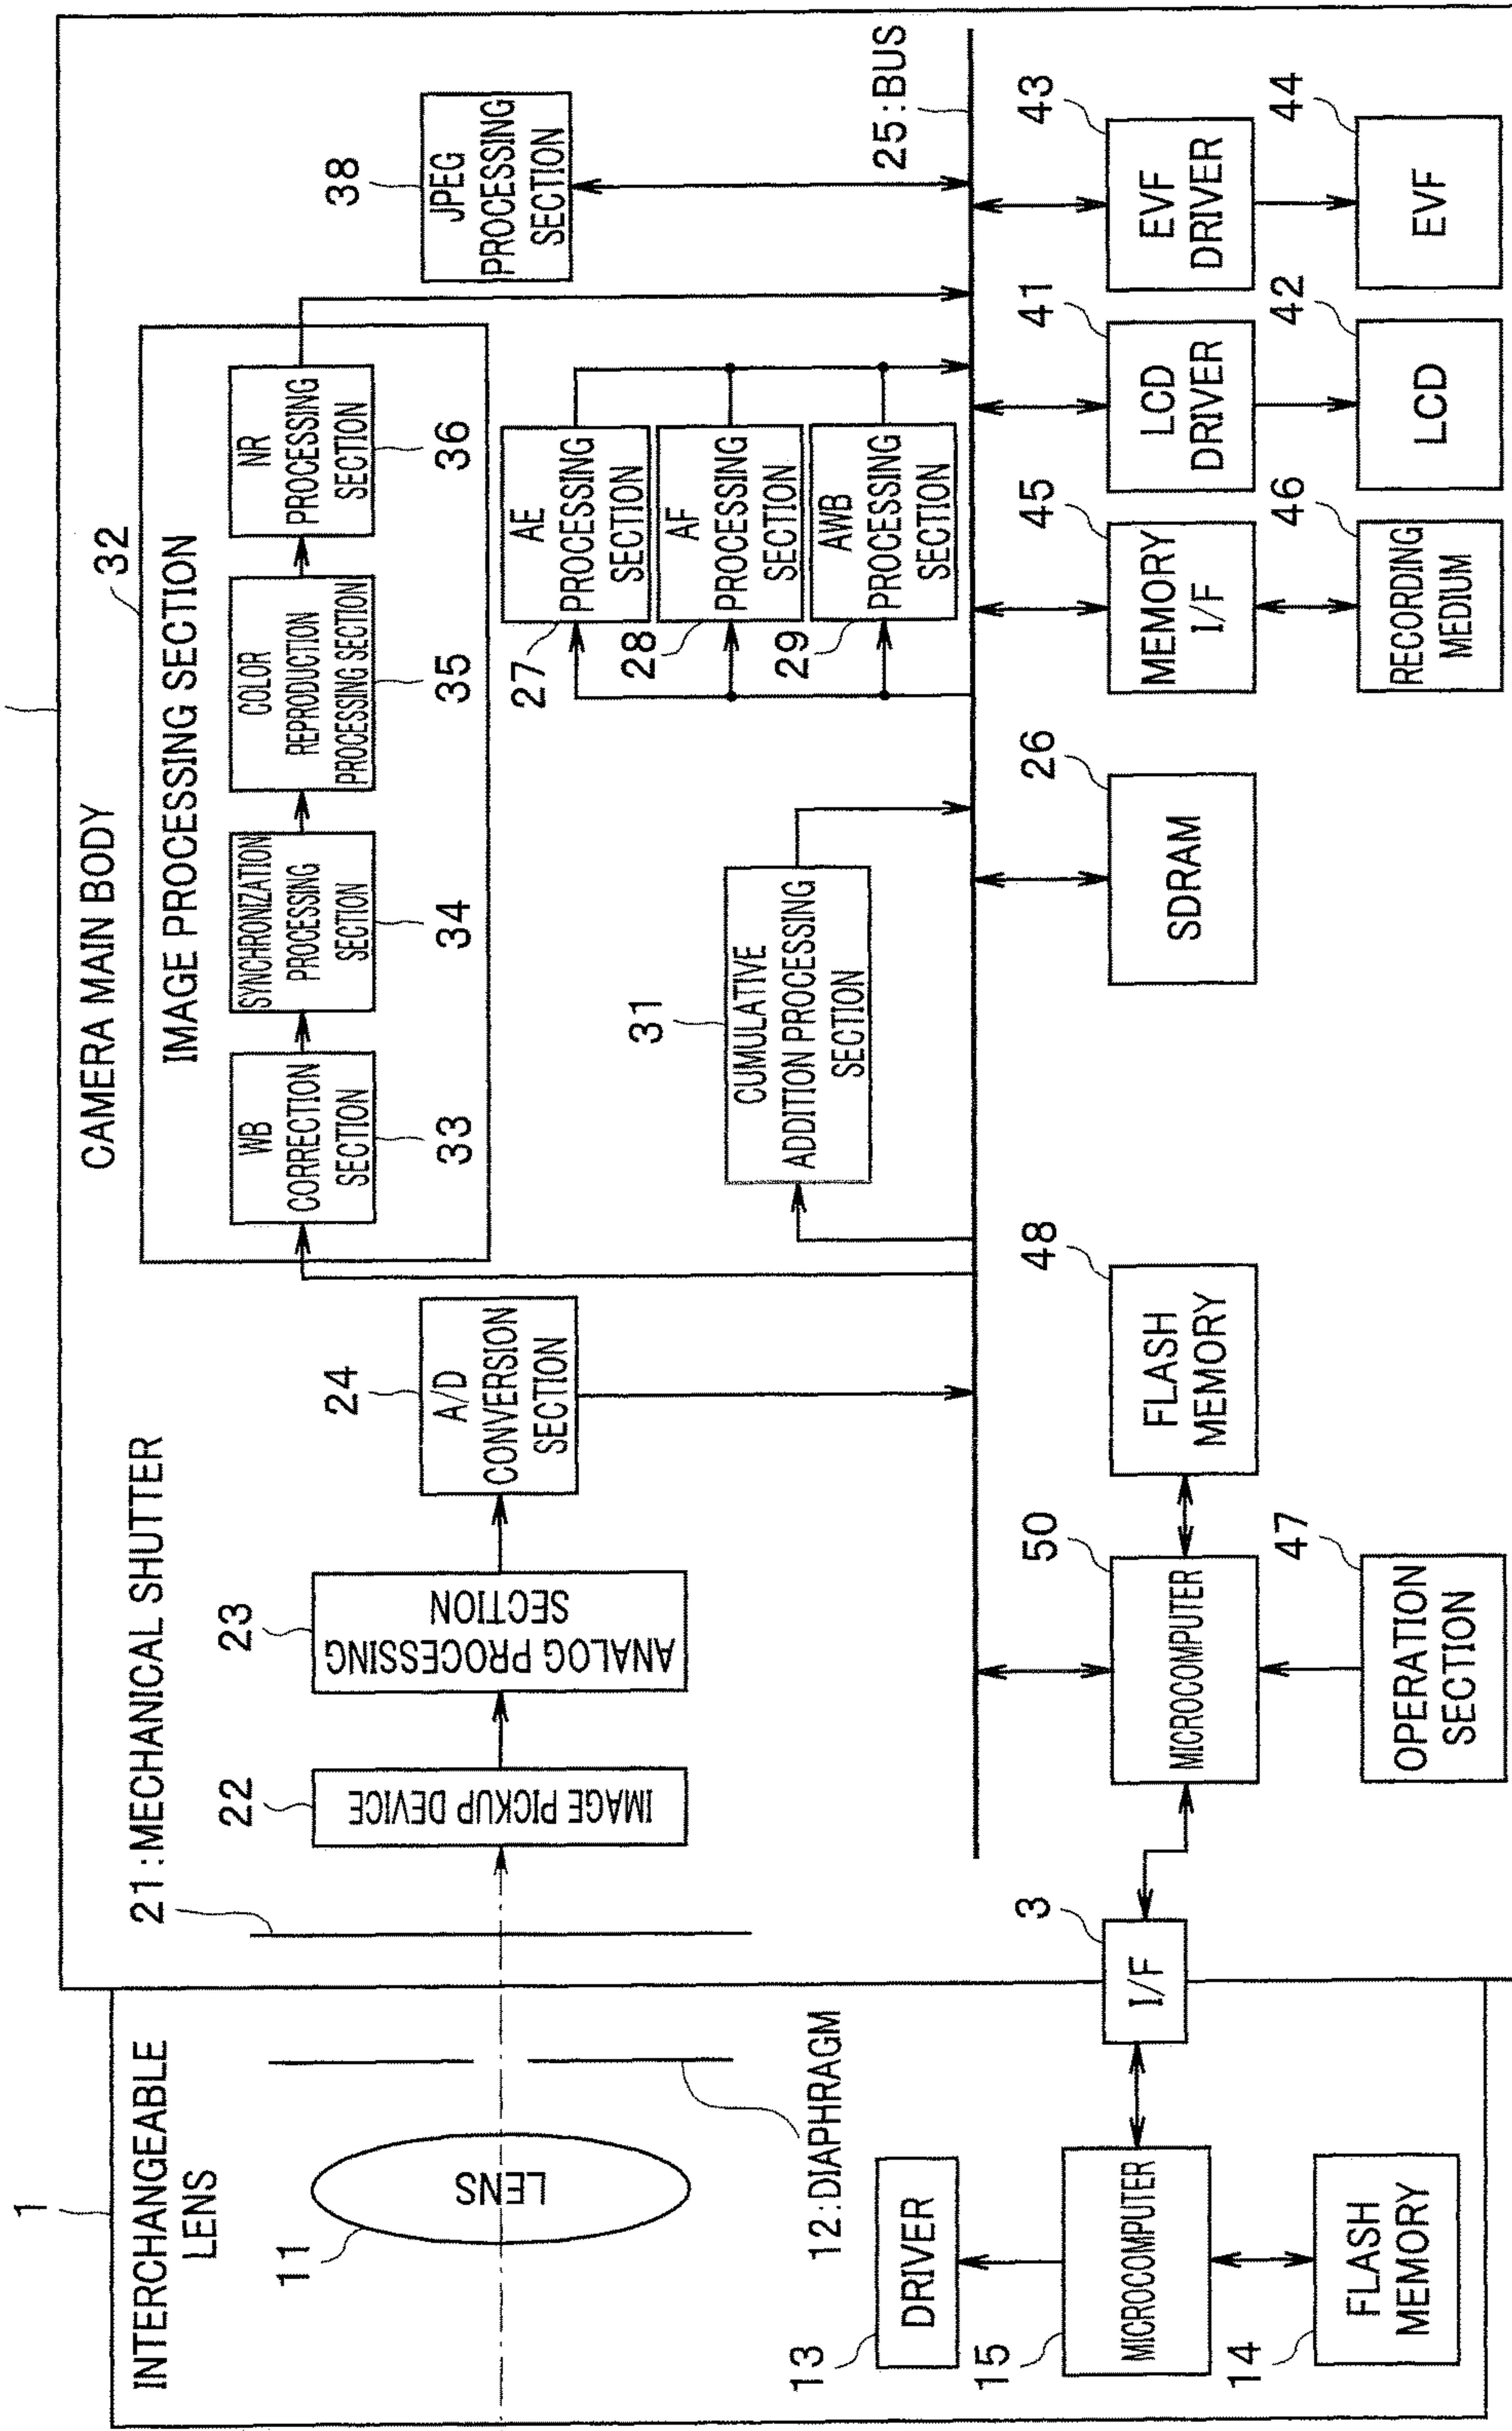 1
INTERCHANGEABLE
LENS
11
LENS
12:DIAPHRAGM
13
DRIVER
15
MICROCOMPUTER
14
FLASH
MEMORY
3
I/F
CAMERA MAIN BODY
21:MECHANICAL SHUTTER
22
IMAGE PICKUP DEVICE
23
ANALOG PROCESSING
SECTION
24
A/D
CONVERSION
SECTION
32
IMAGE PROCESSING SECTION
WB
CORRECTION
SECTION
33
SYNCHRONIZATION
PROCESSING
SECTION
34
COLOR
REPRODUCTION
PROCESSING SECTION
35
NR
PROCESSING
SECTION
36
38
JPEG
PROCESSING
SECTION
31
CUMULATIVE
ADDITION PROCESSING
SECTION
27
AE
PROCESSING
SECTION
28
AF
PROCESSING
SECTION
29
AWB
PROCESSING
SECTION
25:BUS
50
MICROCOMPUTER
48
FLASH
MEMORY
47
OPERATION
SECTION
26
SDRAM
45
MEMORY
I/F
46
RECORDING
MEDIUM
41
LCD
DRIVER
42
LCD
43
EVF
DRIVER
44
EVF